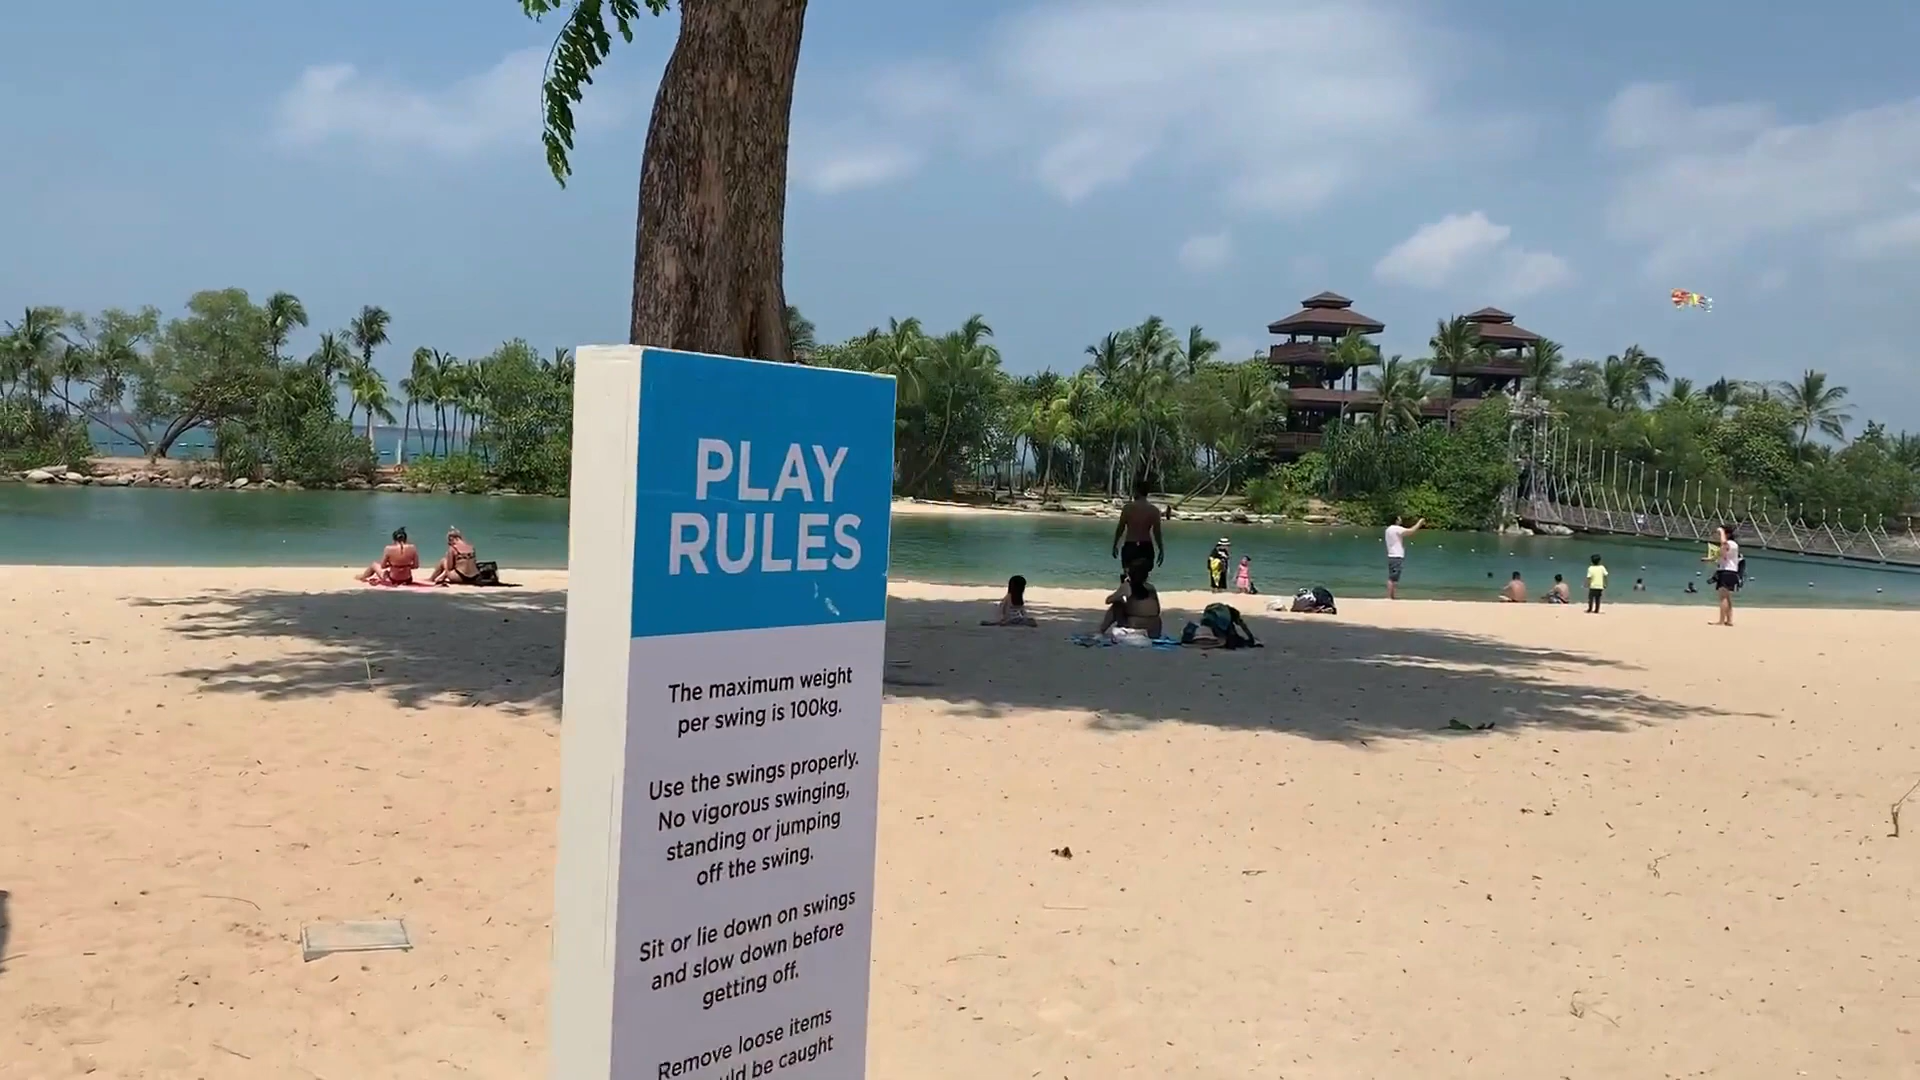 PLAY
RULES
The maximum weight
per swing is 100kg.
Use the swings properly.
No vigorous swinging,
standing or jumping
off the swing.
Sit or lie down on swings
and slow down before
getting off.
Remove loose items
be caught